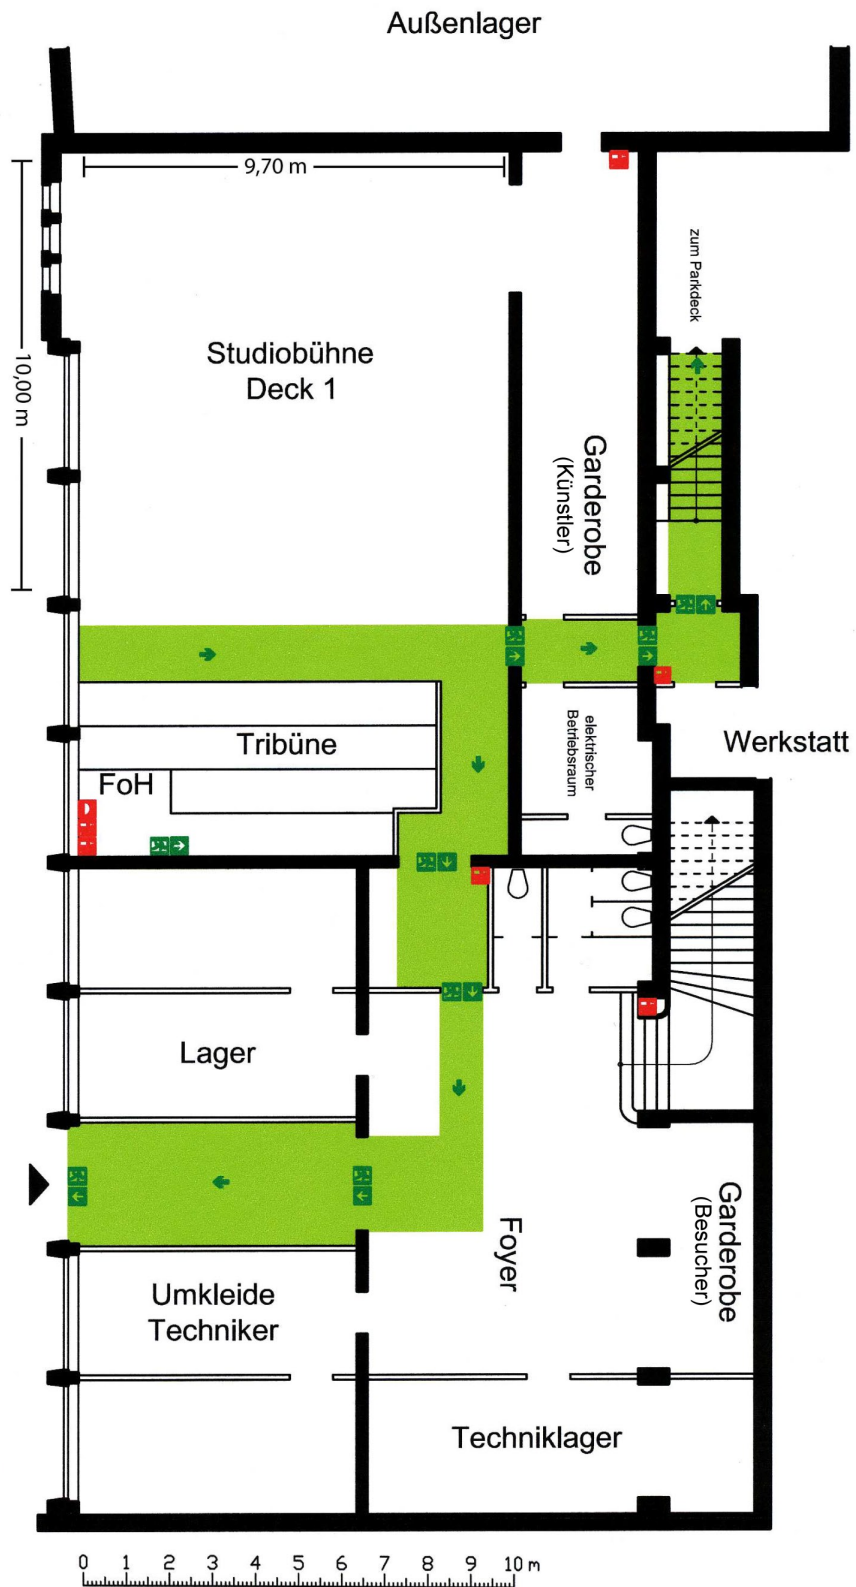 Außenlager
9,70 m
zum Parkdeck
10,00 m
Studiobühne
Deck 1
Garderobe
(Künstler)
Tribüne
elektrischer
Betriebsraum
Werkstatt
FoH
Lager
Foyer
Garderobe
(Besucher)
Umkleide
Techniker
Techniklager
0 1 2 3 4 5 6 7 8 9 10 m